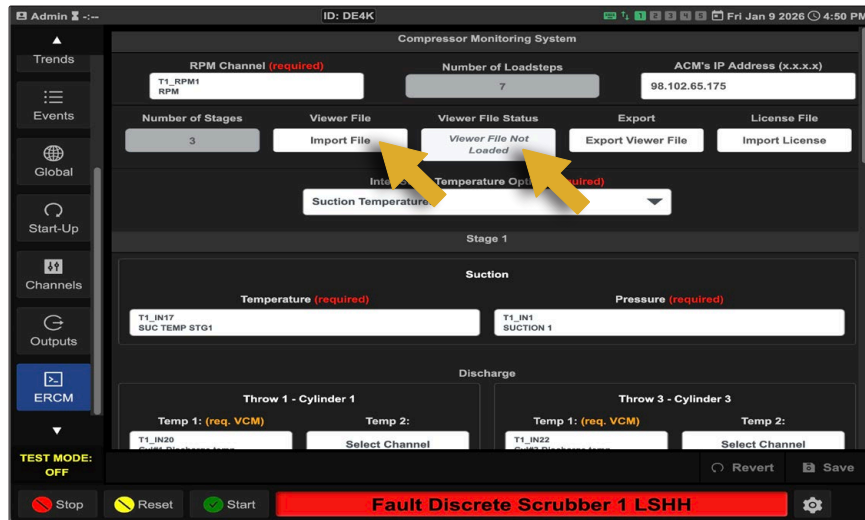 Admin -:--
ID: DE4K
1 2 3 4 5 Fri Jan 9 2026 4:50 PM
Trends
Events
Global
Start-Up
Channels
Outputs
ERCM
TEST MODE:
OFF
Compressor Monitoring System
RPM Channel (required)
Number of Loadsteps
ACM's IP Address (x.x.x.x)
T1_RPM1
RPM
7
98.102.65.175
Number of Stages
Viewer File
Viewer File Status
Export
License File
3
Import File
Viewer File Not
Loaded
Export Viewer File
Import License
Temperature
Suction Temperature
Stage 1
Suction
Temperature (required)
Pressure (required)
T1_IN17
SUC TEMP STG1
T1_IN1
SUCTION 1
Discharge
Throw 1 - Cylinder 1
Throw 3 - Cylinder 3
Temp 1: (req. VCM)
Temp 2:
Temp 1: (req. VCM)
Temp 2:
T1_IN20
Select Channel
T1_IN22
Select Channel
Revert
Save
Stop
Reset
Start
Fault Discrete Scrubber 1 LSHH